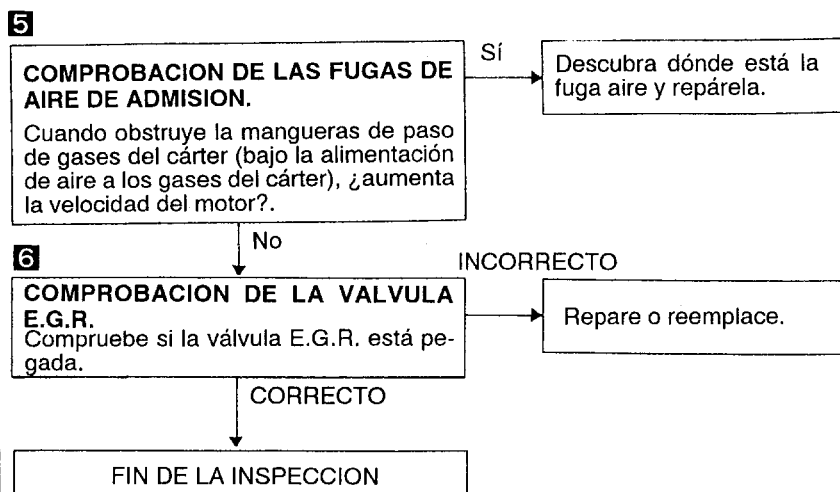 5
COMPROBACION DE LAS FUGAS DE
AIRE DE ADMISION.
Cuando obstruye la mangueras de paso
de gases del cárter (bajo la alimentación
de aire a los gases del cárter), ¿aumenta
la velocidad del motor?.
Sí
Descubra dónde está la
fuga aire y repárela.
No
6
COMPROBACION DE LA VALVULA
E.G.R.
Compruebe si la válvula E.G.R. está pe-
gada.
INCORRECTO
Repare o reemplace.
CORRECTO
FIN DE LA INSPECCION